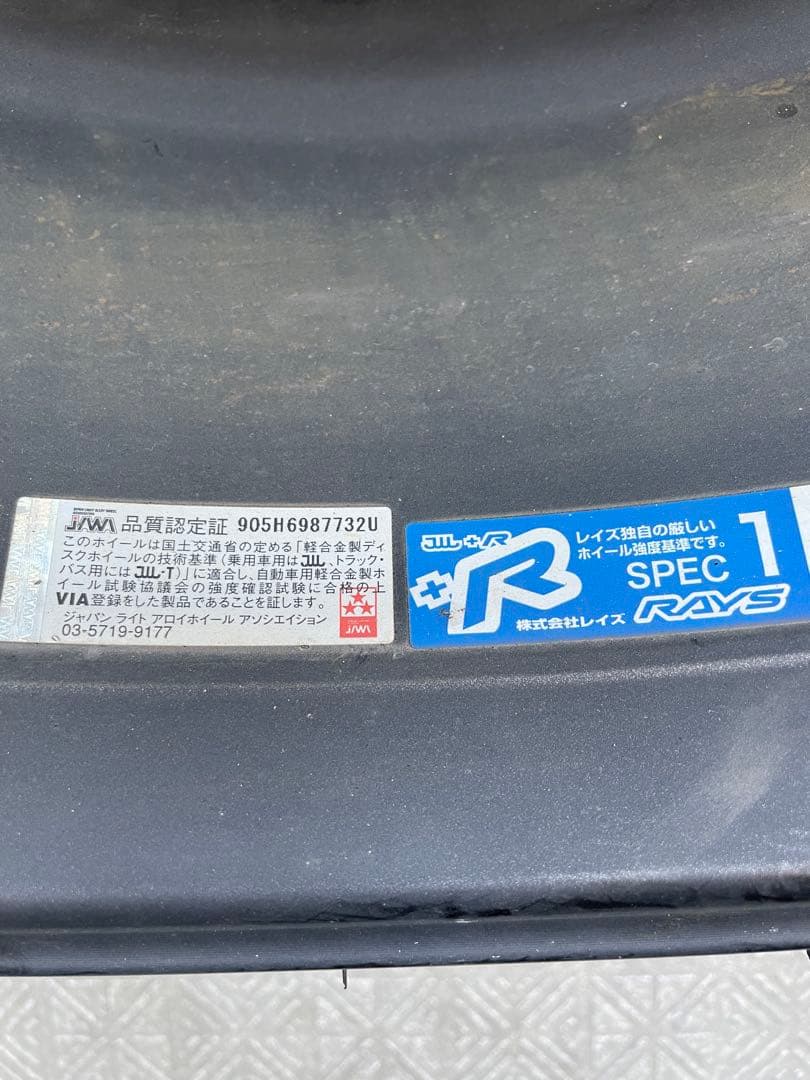 JAWA 品質認定証 905H6987732U
このホイールは国土交通省の定める「軽合金製ディ
スクホイールの技術基準（乗用車用はJWL、トラック・
バス用にはJWL-T）」に適合し、自動車用軽合金製ホ
イール試験協議会の強度確認試験に合格の上
VIA登録をした製品であることを証します。
ジャパン ライト アロイホイール アソシエイション
03-5719-9177
JAWA
JWL+R
レイズ独自の厳しい
ホイール強度基準です。
+R
SPEC 1
株式会社レイズ RAYS